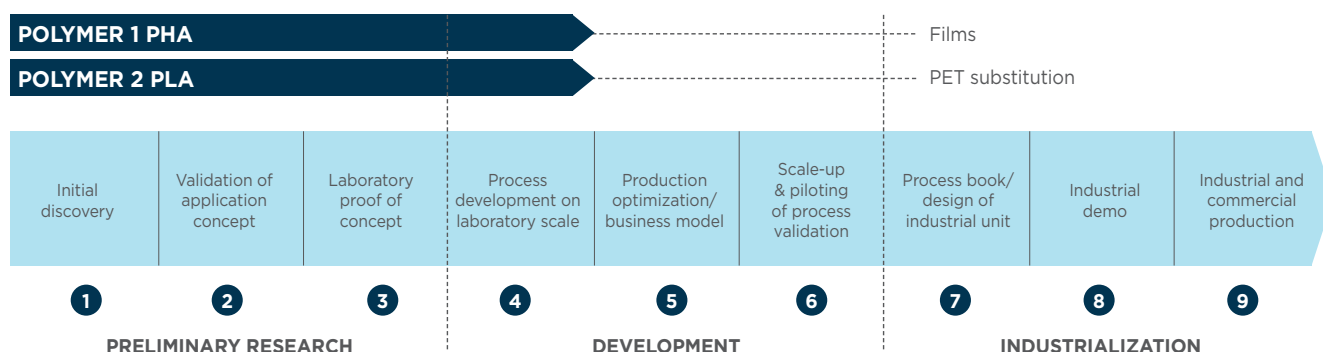 POLYMER 1 PHA
Films
POLYMER 2 PLA
PET substitution
Initial
discovery
Validation of
application
concept
Laboratory
proof of
concept
Process
development on
laboratory scale
Production
optimization/
business model
Scale-up
& piloting
of process
validation
Process book/
design of
industrial unit
Industrial
demo
Industrial and
commercial
production
1
2
3
4
5
6
7
8
9
PRELIMINARY RESEARCH
DEVELOPMENT
INDUSTRIALIZATION